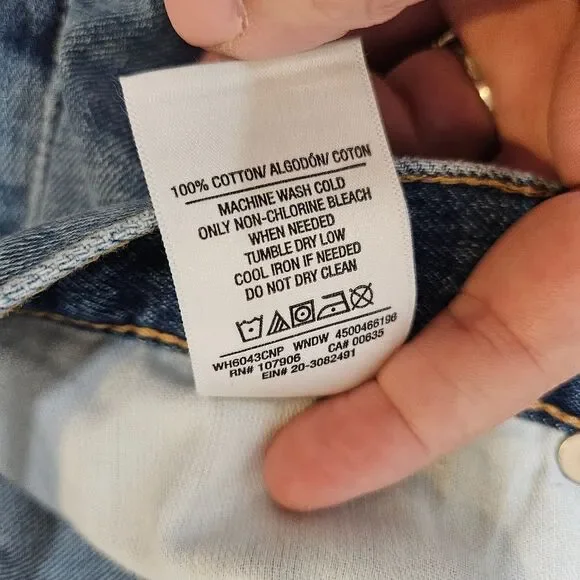 100% COTTON/ ALGODÓN/ COTON
MACHINE WASH COLD
ONLY NON-CHLORINE BLEACH
WHEN NEEDED
TUMBLE DRY LOW
COOL IRON IF NEEDED
DO NOT DRY CLEAN
WH6043CNP WNDW 4500466196
RN# 107906 CA# 00635
EIN# 20-3082491